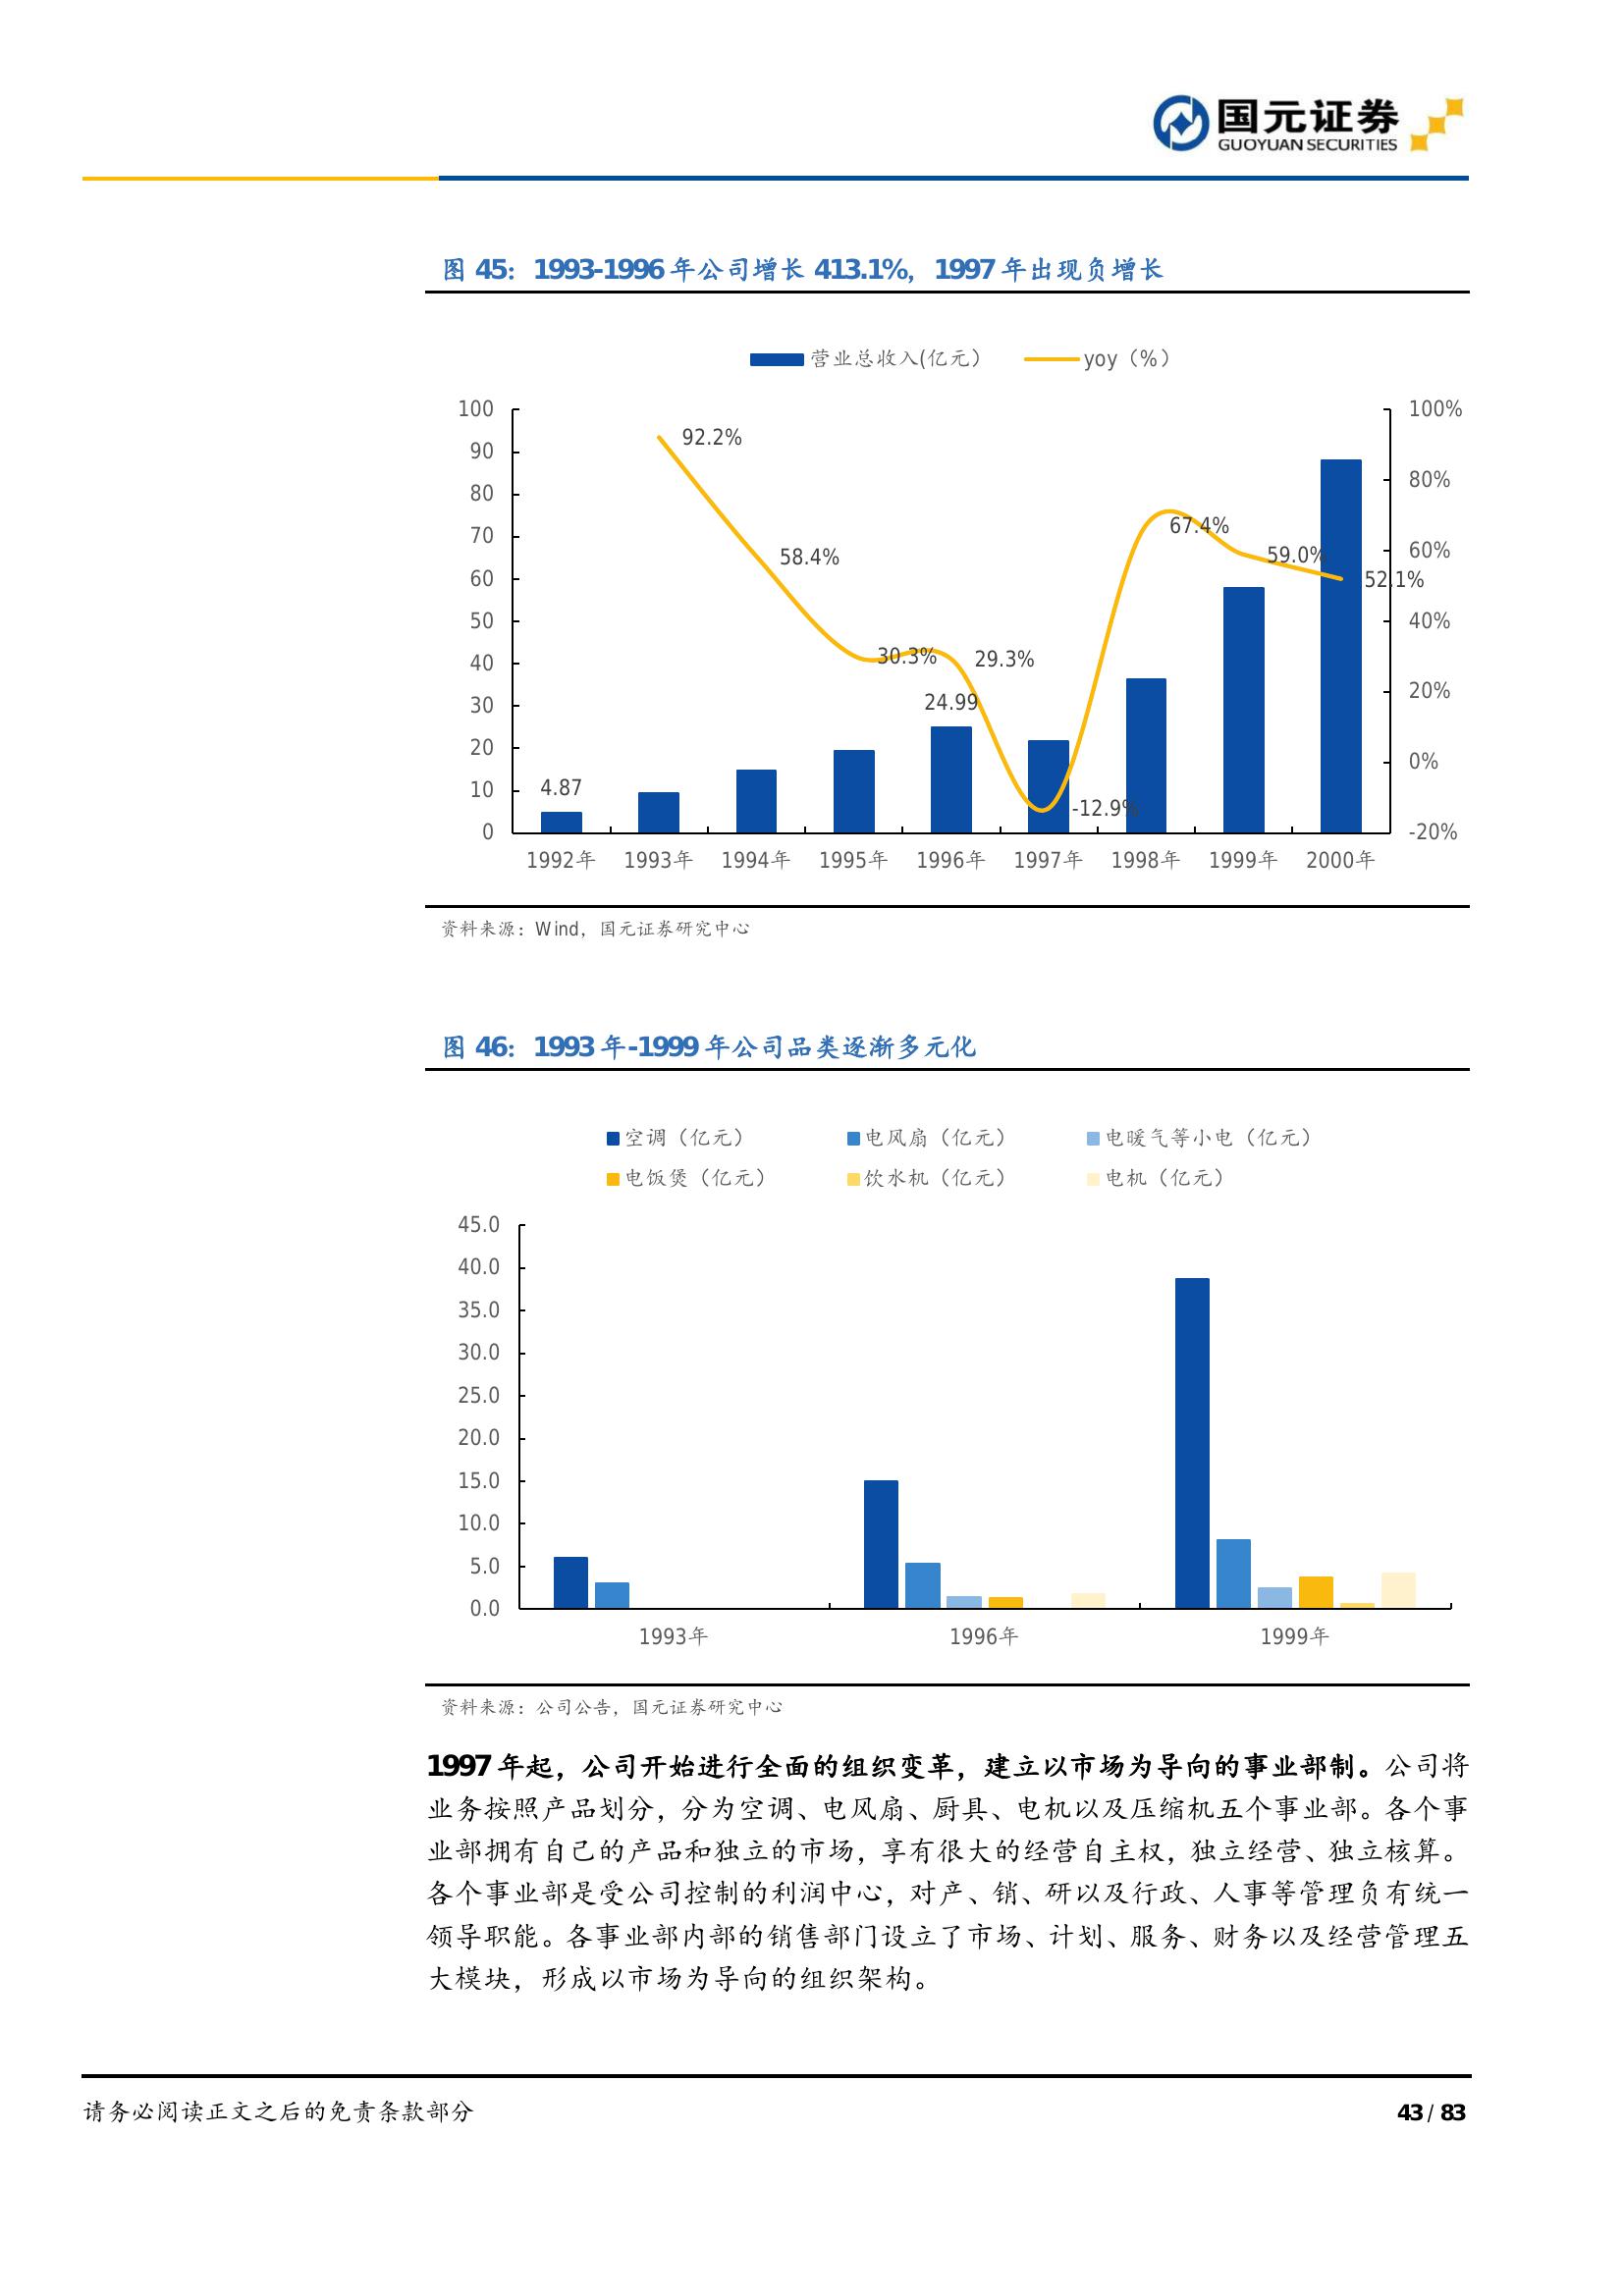 国元证券
GUOYUAN SECURITIES
图 45：1993-1996 年公司增长 413.1%，1997 年出现负增长
营业总收入(亿元） yoy（%）
100 90 80 70 60 50 40 30 20 10 0
100% 80% 60% 40% 20% 0% -20%
92.2% 58.4% 30.3% 29.3% -12.9% 67.4% 59.0% 52.1%
4.87 24.99
1992年 1993年 1994年 1995年 1996年 1997年 1998年 1999年 2000年
资料来源：Wind，国元证券研究中心
图 46：1993 年-1999 年公司品类逐渐多元化
空调（亿元） 电风扇（亿元） 电暖气等小电（亿元）
电饭煲（亿元） 饮水机（亿元） 电机（亿元）
45.0
40.0
35.0
30.0
25.0
20.0
15.0
10.0
5.0
0.0
1993年 1996年 1999年
资料来源：公司公告，国元证券研究中心
1997 年起，公司开始进行全面的组织变革，建立以市场为导向的事业部制。公司将
业务按照产品划分，分为空调、电风扇、厨具、电机以及压缩机五个事业部。各个事
业部拥有自己的产品和独立的市场，享有很大的经营自主权，独立经营、独立核算。
各个事业部是受公司控制的利润中心，对产、销、研以及行政、人事等管理负有统一
领导职能。各事业部内部的销售部门设立了市场、计划、服务、财务以及经营管理五
大模块，形成以市场为导向的组织架构。
请务必阅读正文之后的免责条款部分 43 / 83